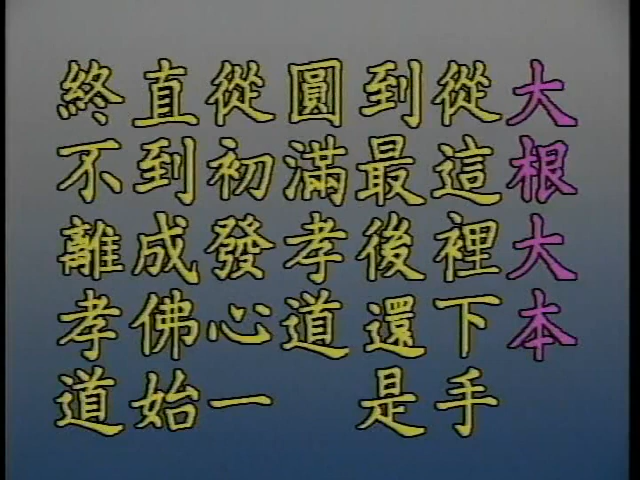 大根大本
從這裡下手
到最後還是
圓滿孝道
從初發心一
直到成佛始
終不離孝道